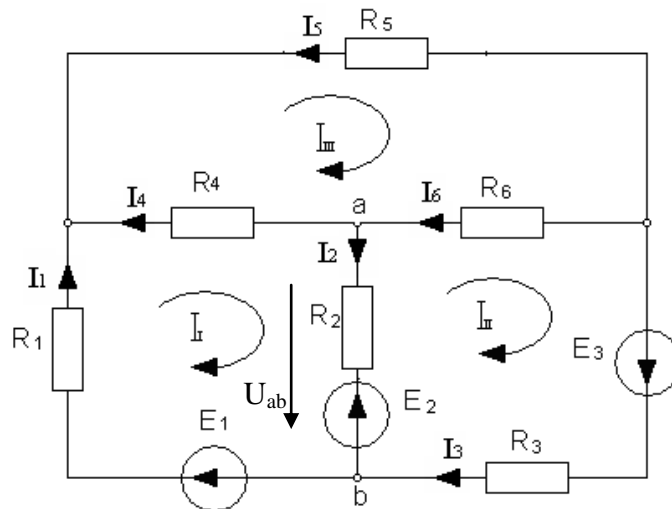 I5 R5
IIII
I4 R4 a I6 R6
I2
I1 R1 II R2 III E3
Uab E1 E2 I3 R3
b